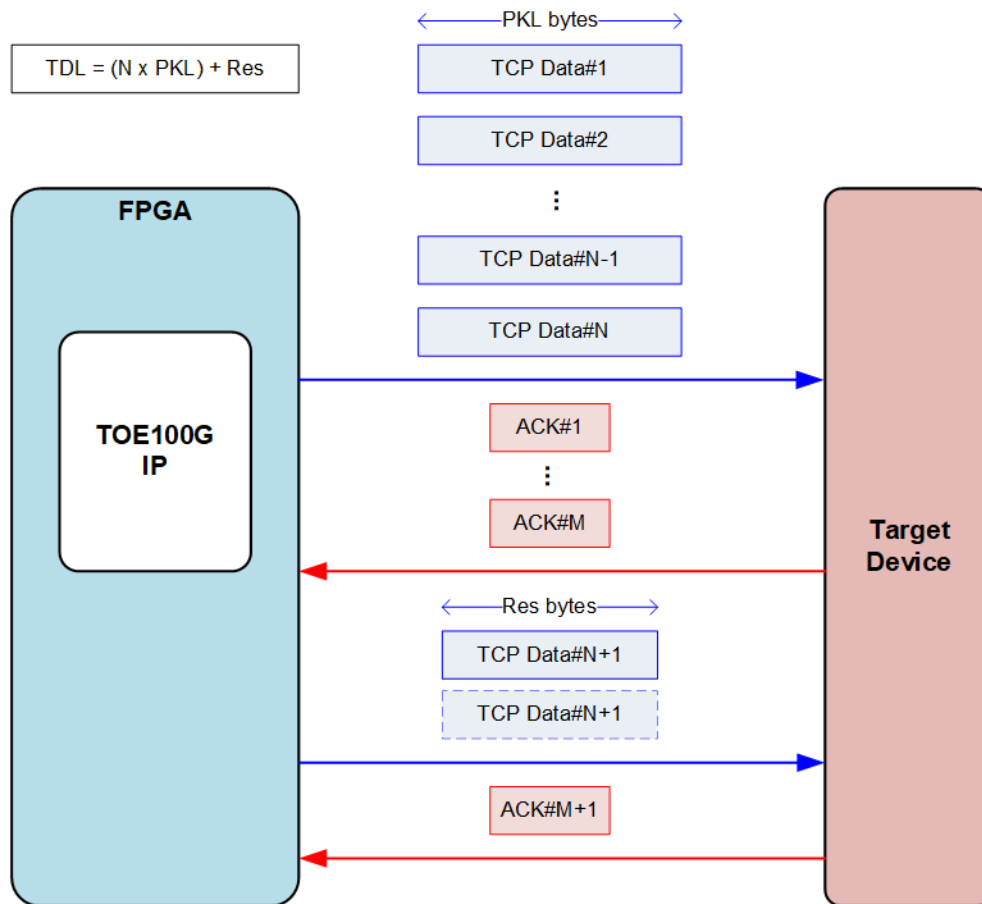 PKL bytes
TDL = (N x PKL) + Res
TCP Data#1
TCP Data#2
⋮
FPGA
TCP Data#N-1
TCP Data#N
TOE100G
IP
ACK#1
⋮
ACK#M
Target
Device
Res bytes
TCP Data#N+1
TCP Data#N+1
ACK#M+1